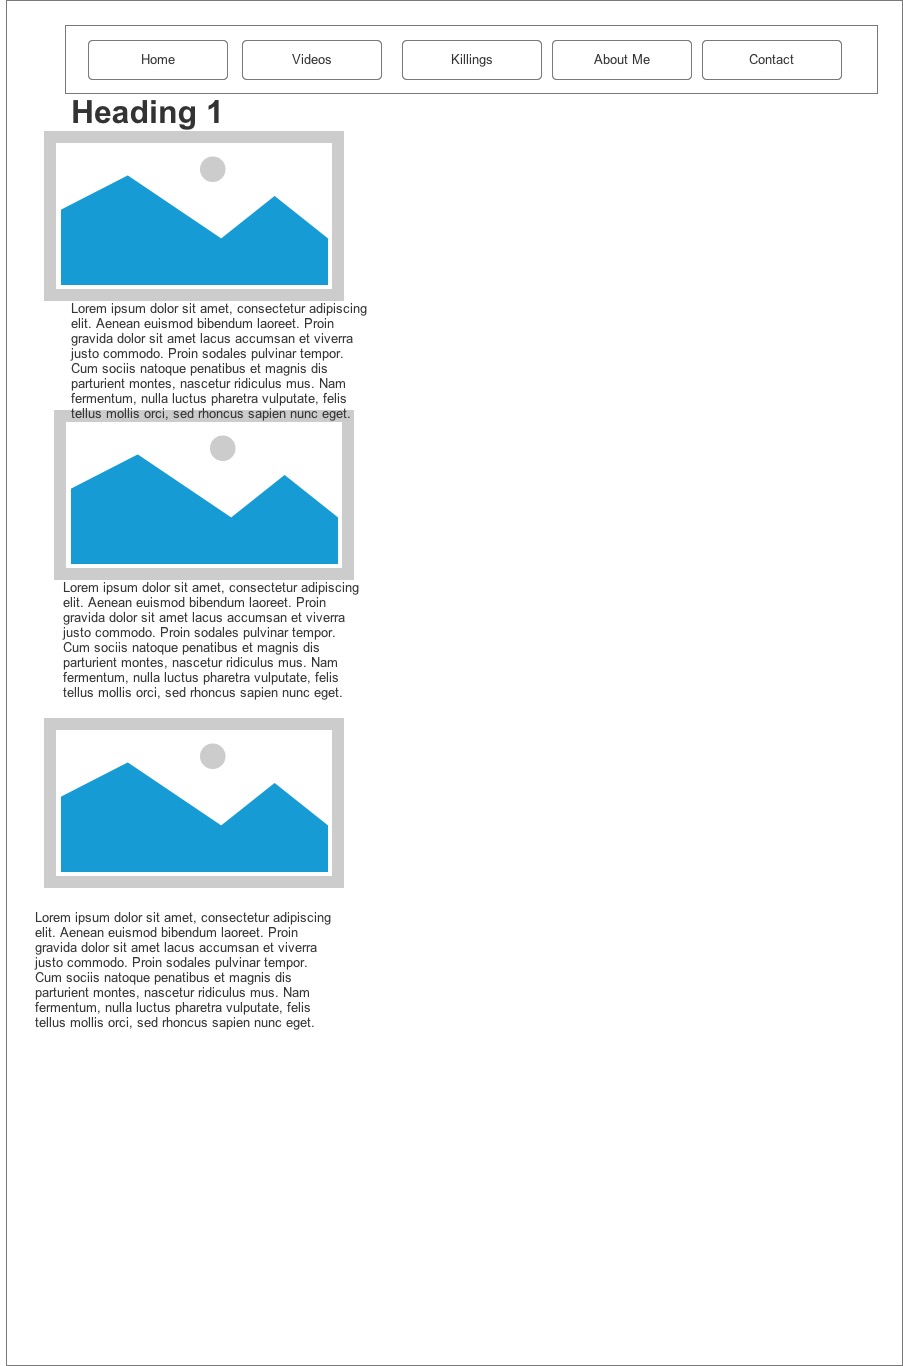 Home Videos Killings About Me Contact
Heading 1
Lorem ipsum dolor sit amet, consectetur adipiscing
elit. Aenean euismod bibendum laoreet. Proin
gravida dolor sit amet lacus accumsan et viverra
justo commodo. Proin sodales pulvinar tempor.
Cum sociis natoque penatibus et magnis dis
parturient montes, nascetur ridiculus mus. Nam
fermentum, nulla luctus pharetra vulputate, felis
tellus mollis orci, sed rhoncus sapien nunc eget.
Lorem ipsum dolor sit amet, consectetur adipiscing
elit. Aenean euismod bibendum laoreet. Proin
gravida dolor sit amet lacus accumsan et viverra
justo commodo. Proin sodales pulvinar tempor.
Cum sociis natoque penatibus et magnis dis
parturient montes, nascetur ridiculus mus. Nam
fermentum, nulla luctus pharetra vulputate, felis
tellus mollis orci, sed rhoncus sapien nunc eget.
Lorem ipsum dolor sit amet, consectetur adipiscing
elit. Aenean euismod bibendum laoreet. Proin
gravida dolor sit amet lacus accumsan et viverra
justo commodo. Proin sodales pulvinar tempor.
Cum sociis natoque penatibus et magnis dis
parturient montes, nascetur ridiculus mus. Nam
fermentum, nulla luctus pharetra vulputate, felis
tellus mollis orci, sed rhoncus sapien nunc eget.